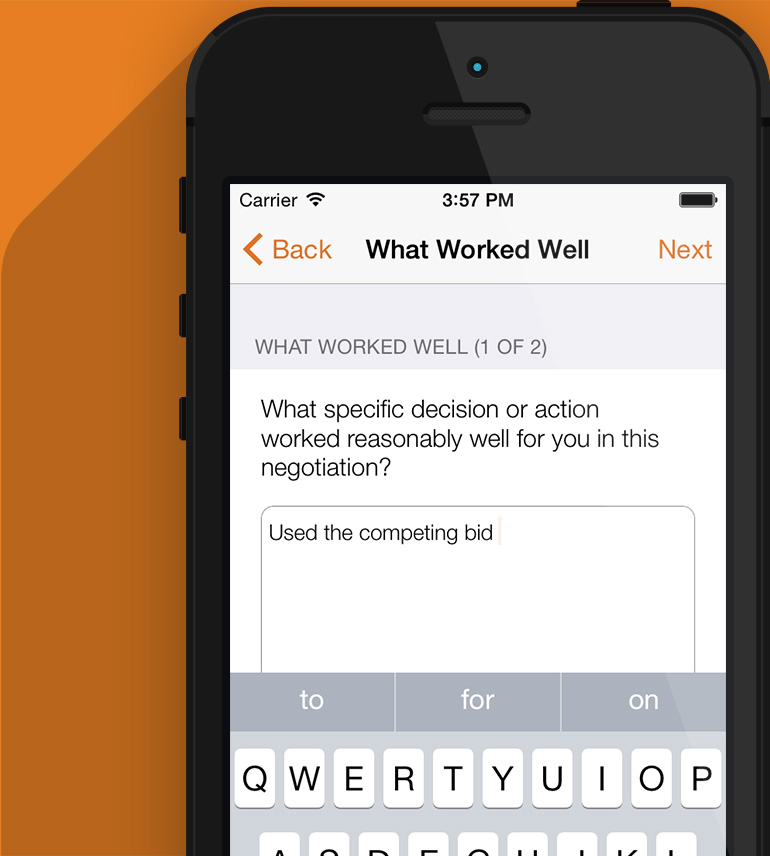 Carrier 3:57 PM
Back What Worked Well Next
WHAT WORKED WELL (1 OF 2)
What specific decision or action
worked reasonably well for you in this
negotiation?
Used the competing bid
to for on
Q W E R T Y U I O P
A S D F G H J K L